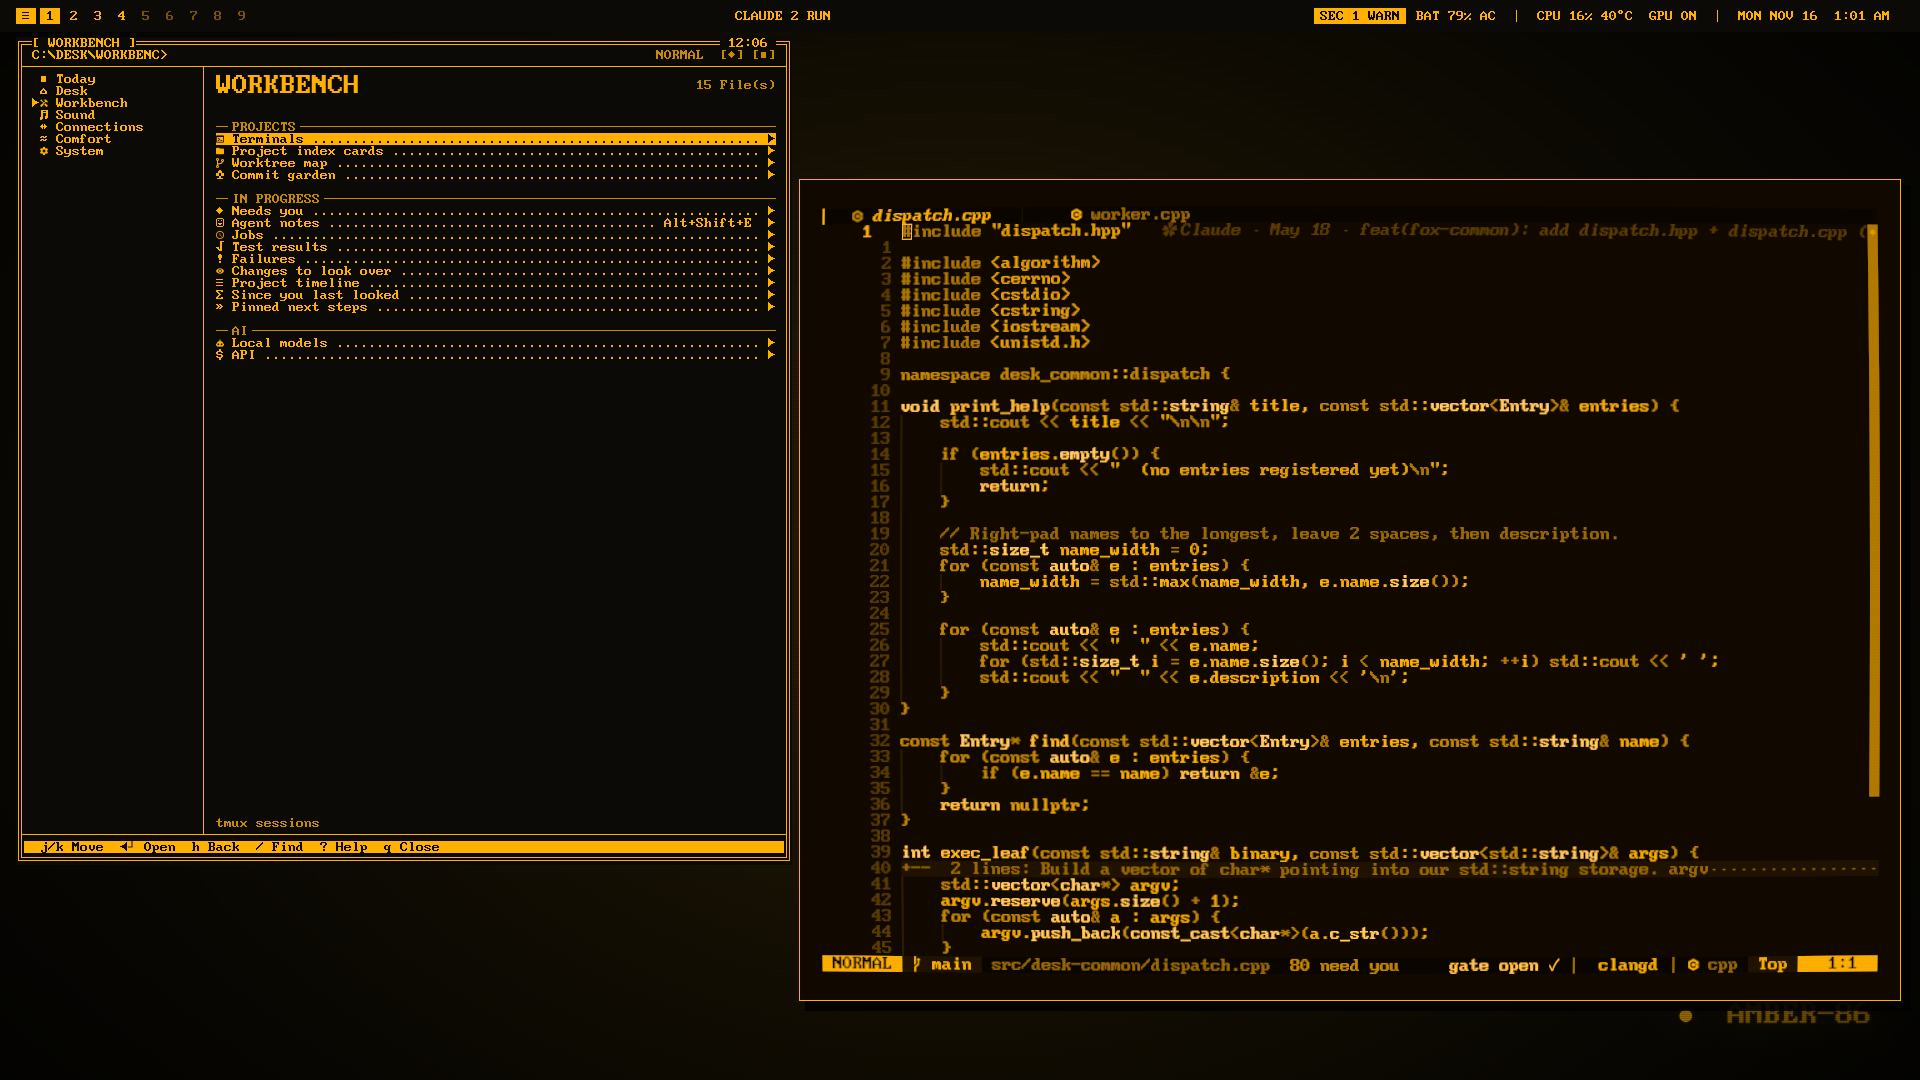 ≡ 1 2 3 4 5 6 7 8 9
CLAUDE 2 RUN
SEC 1 WARN BAT 79% AC | CPU 16% 40°C GPU ON | MON NOV 16 1:01 AM
[ WORKBENCH ] 12:06
C:\DESK\WORKBENC> NORMAL [♦] [▪]
Today
Desk
Workbench
Sound
Connections
Comfort
System
WORKBENCH 15 File(s)
PROJECTS
Terminals
Project index cards
Worktree map
Commit garden
IN PROGRESS
Needs you
Agent notes Alt+Shift+E
Jobs
Test results
Failures
Changes to look over
Project timeline
Since you last looked
Pinned next steps
AI
Local models
$ API
tmux sessions
j/k Move ↵ Open h Back / Find ? Help q Close
dispatch.cpp worker.cpp
1 #include "dispatch.hpp" Claude · May 18 · feat(fox-common): add dispatch.hpp + dispatch.cpp (
1
2 #include <algorithm>
3 #include <cerrno>
4 #include <cstdio>
5 #include <cstring>
6 #include <iostream>
7 #include <unistd.h>
8
9 namespace desk_common::dispatch {
10
11 void print_help(const std::string& title, const std::vector<Entry>& entries) {
12     std::cout << title << "\n\n";
13
14     if (entries.empty()) {
15         std::cout << "  (no entries registered yet)\n";
16         return;
17     }
18
19     // Right-pad names to the longest, leave 2 spaces, then description.
20     std::size_t name_width = 0;
21     for (const auto& e : entries) {
22         name_width = std::max(name_width, e.name.size());
23     }
24
25     for (const auto& e : entries) {
26         std::cout << "  " << e.name;
27         for (std::size_t i = e.name.size(); i < name_width; ++i) std::cout << ' ';
28         std::cout << "  " << e.description << '\n';
29     }
30 }
31
32 const Entry* find(const std::vector<Entry>& entries, const std::string& name) {
33     for (const auto& e : entries) {
34         if (e.name == name) return &e;
35     }
36     return nullptr;
37 }
38
39 int exec_leaf(const std::string& binary, const std::vector<std::string>& args) {
40 +--  2 lines: Build a vector of char* pointing into our std::string storage. argv
41     std::vector<char*> argv;
42     argv.reserve(args.size() + 1);
43     for (const auto& a : args) {
44         argv.push_back(const_cast<char*>(a.c_str()));
45     }
NORMAL main src/desk-common/dispatch.cpp 80 need you gate open ✓ | clangd | cpp Top 1:1
AMBER-86